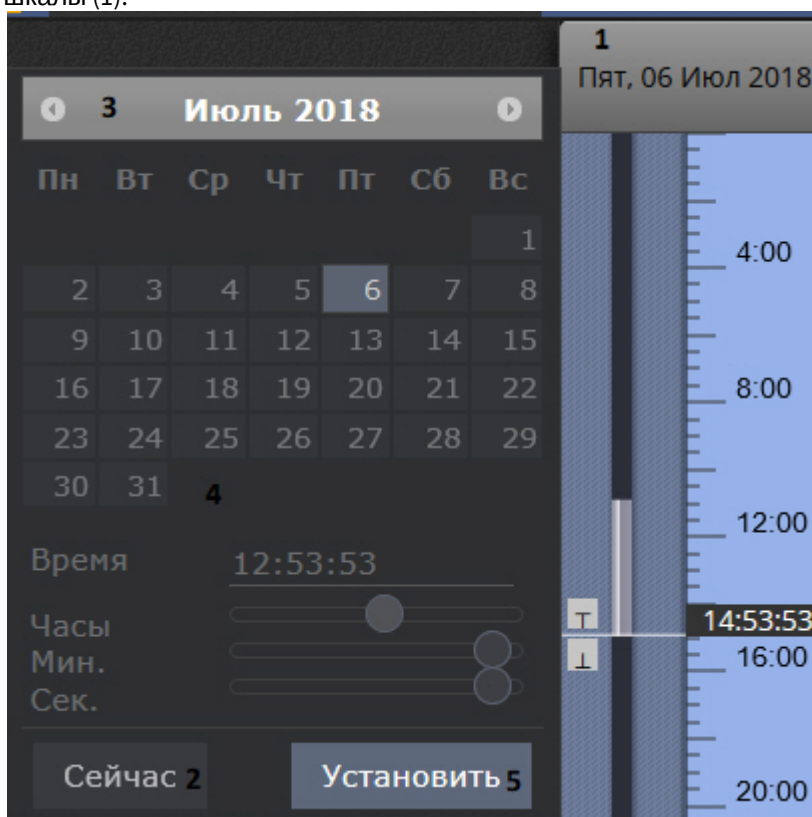 шкалы (1).
1
Пят, 06 Июл 2018
3 Июль 2018
Пн Вт Ср Чт Пт Сб Вс
1
2 3 4 5 6 7 8
9 10 11 12 13 14 15
16 17 18 19 20 21 22
23 24 25 26 27 28 29
30 31 4
Время 12:53:53
Часы
Мин.
Сек.
Сейчас 2 Установить 5
4:00
8:00
12:00
14:53:53
16:00
20:00